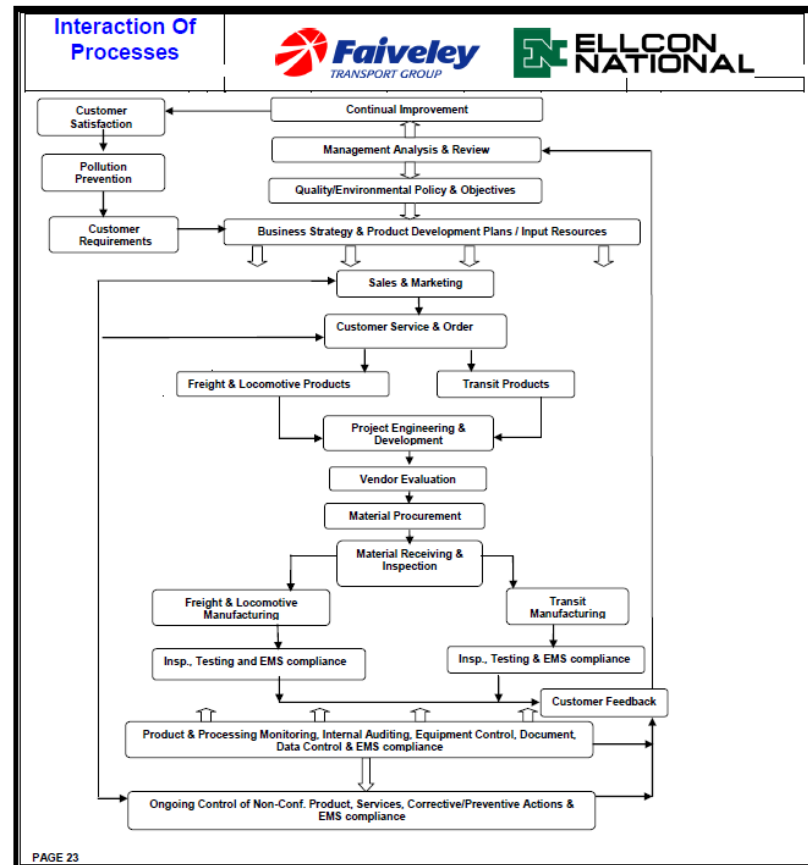 Interaction Of
Processes
Faiveley
TRANSPORT GROUP
EN
ELLCON
NATIONAL
Customer
Satisfaction
Continual Improvement
Management Analysis & Review
Pollution
Prevention
Quality/Environmental Policy & Objectives
Customer
Requirements
Business Strategy & Product Development Plans / Input Resources
Sales & Marketing
Customer Service & Order
Freight & Locomotive Products
Transit Products
Project Engineering &
Development
Vendor Evaluation
Material Procurement
Material Receiving &
Inspection
Freight & Locomotive
Manufacturing
Transit
Manufacturing
Insp., Testing and EMS compliance
Insp., Testing & EMS compliance
Customer Feedback
Product & Processing Monitoring, Internal Auditing, Equipment Control, Document,
Data Control & EMS compliance
Ongoing Control of Non-Conf. Product, Services, Corrective/Preventive Actions &
EMS compliance
PAGE 23